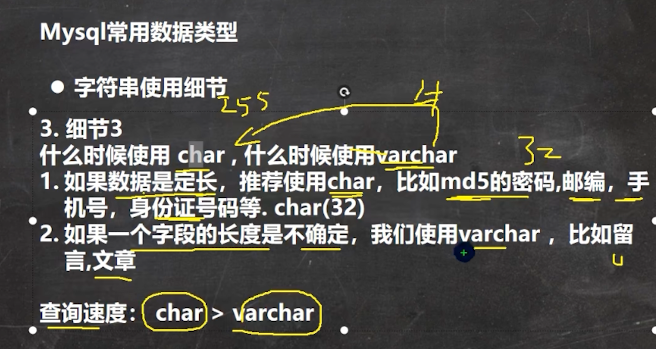 Mysql常用数据类型
● 字符串使用细节
255
3. 细节3
什么时候使用 char , 什么时候使用varchar
32
1. 如果数据是定长，推荐使用char，比如md5的密码,邮编，手
机号，身份证号码等. char(32)
2. 如果一个字段的长度是不确定，我们使用varchar ，比如留
言,文章
查询速度： char > varchar